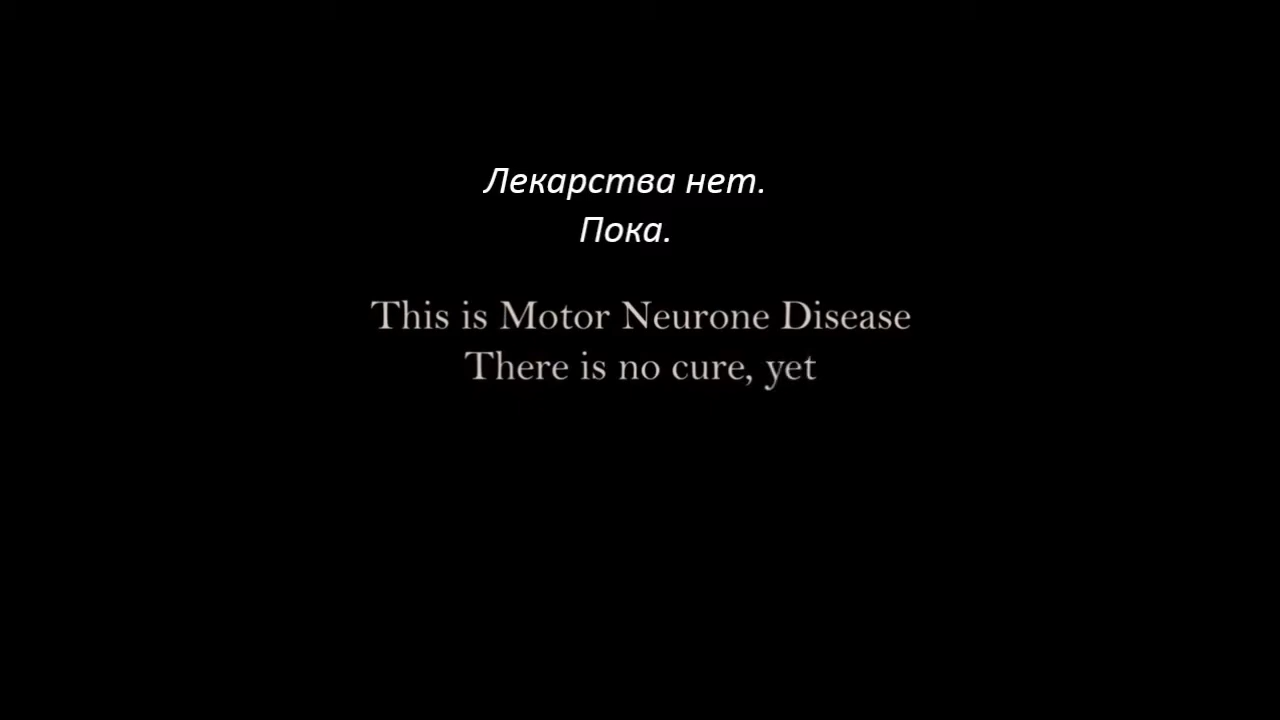 Лекарства нет.
Пока.
This is Motor Neurone Disease
There is no cure, yet